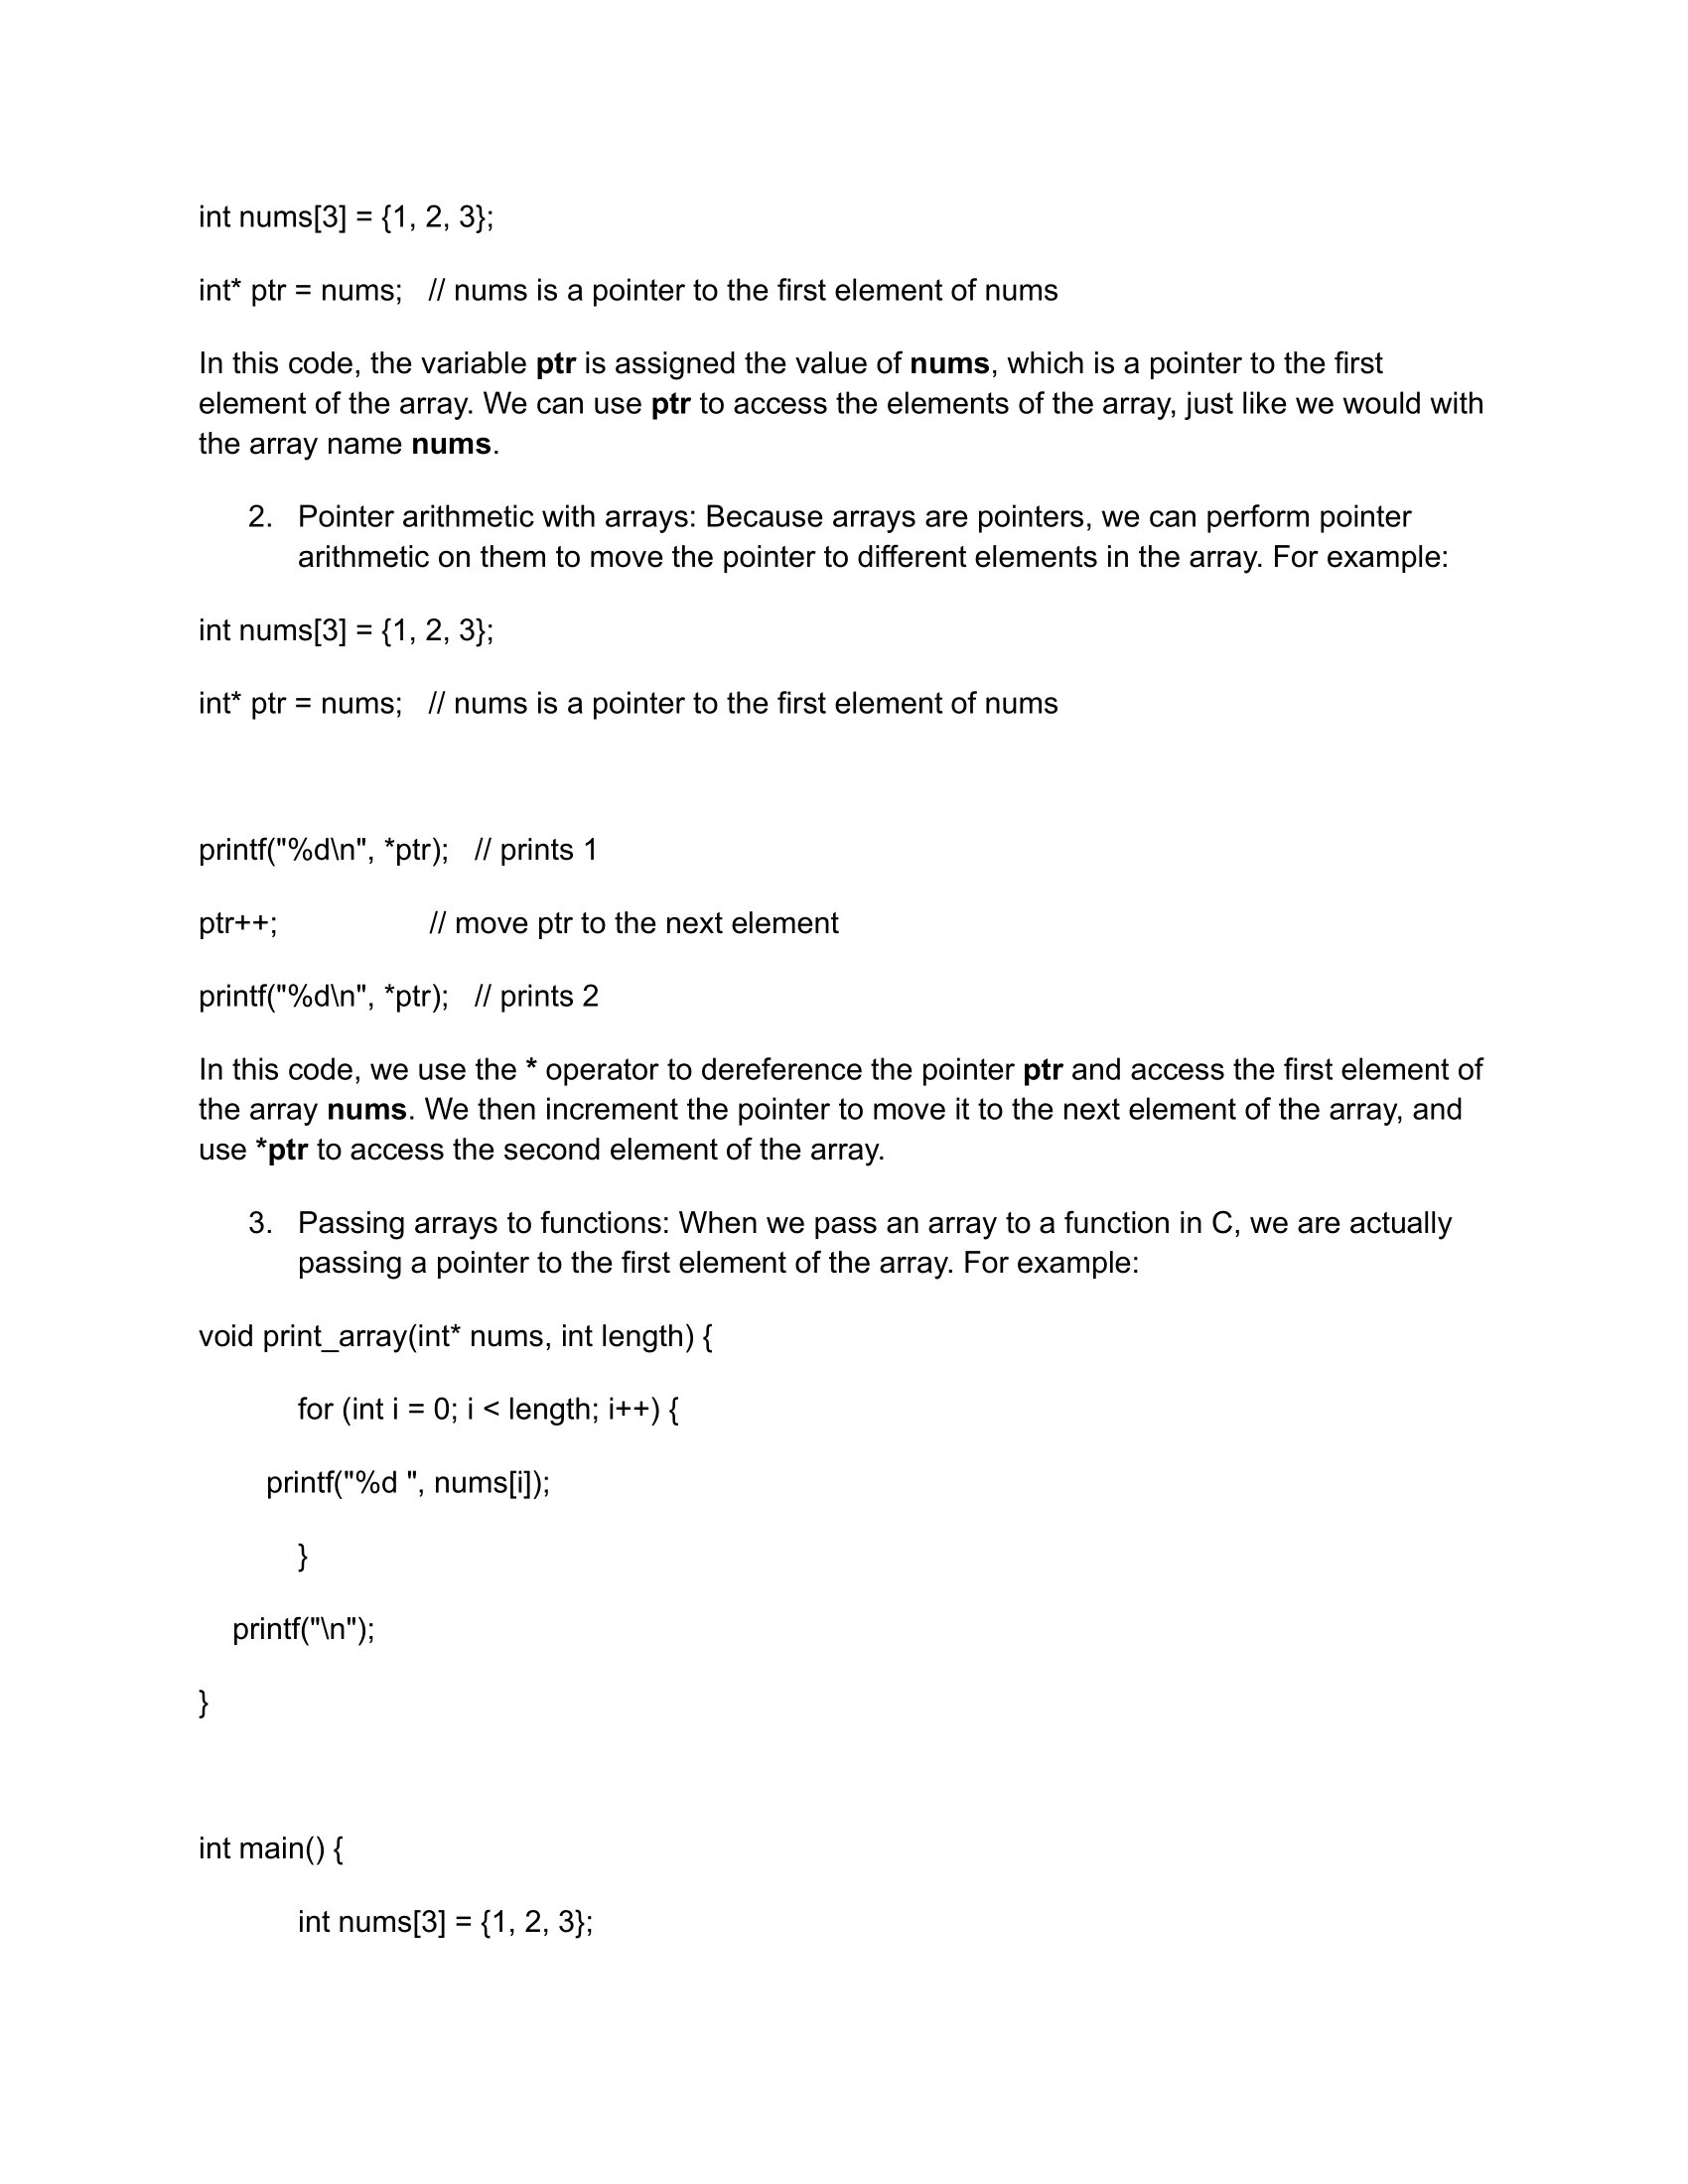 int nums[3] = {1, 2, 3};
int* ptr = nums;   // nums is a pointer to the first element of nums
In this code, the variable ptr is assigned the value of nums, which is a pointer to the first
element of the array. We can use ptr to access the elements of the array, just like we would with
the array name nums.
2. Pointer arithmetic with arrays: Because arrays are pointers, we can perform pointer
arithmetic on them to move the pointer to different elements in the array. For example:
int nums[3] = {1, 2, 3};
int* ptr = nums;   // nums is a pointer to the first element of nums
printf("%d\n", *ptr);   // prints 1
ptr++;                  // move ptr to the next element
printf("%d\n", *ptr);   // prints 2
In this code, we use the * operator to dereference the pointer ptr and access the first element of
the array nums. We then increment the pointer to move it to the next element of the array, and
use *ptr to access the second element of the array.
3. Passing arrays to functions: When we pass an array to a function in C, we are actually
passing a pointer to the first element of the array. For example:
void print_array(int* nums, int length) {
for (int i = 0; i < length; i++) {
printf("%d ", nums[i]);
}
printf("\n");
}
int main() {
int nums[3] = {1, 2, 3};